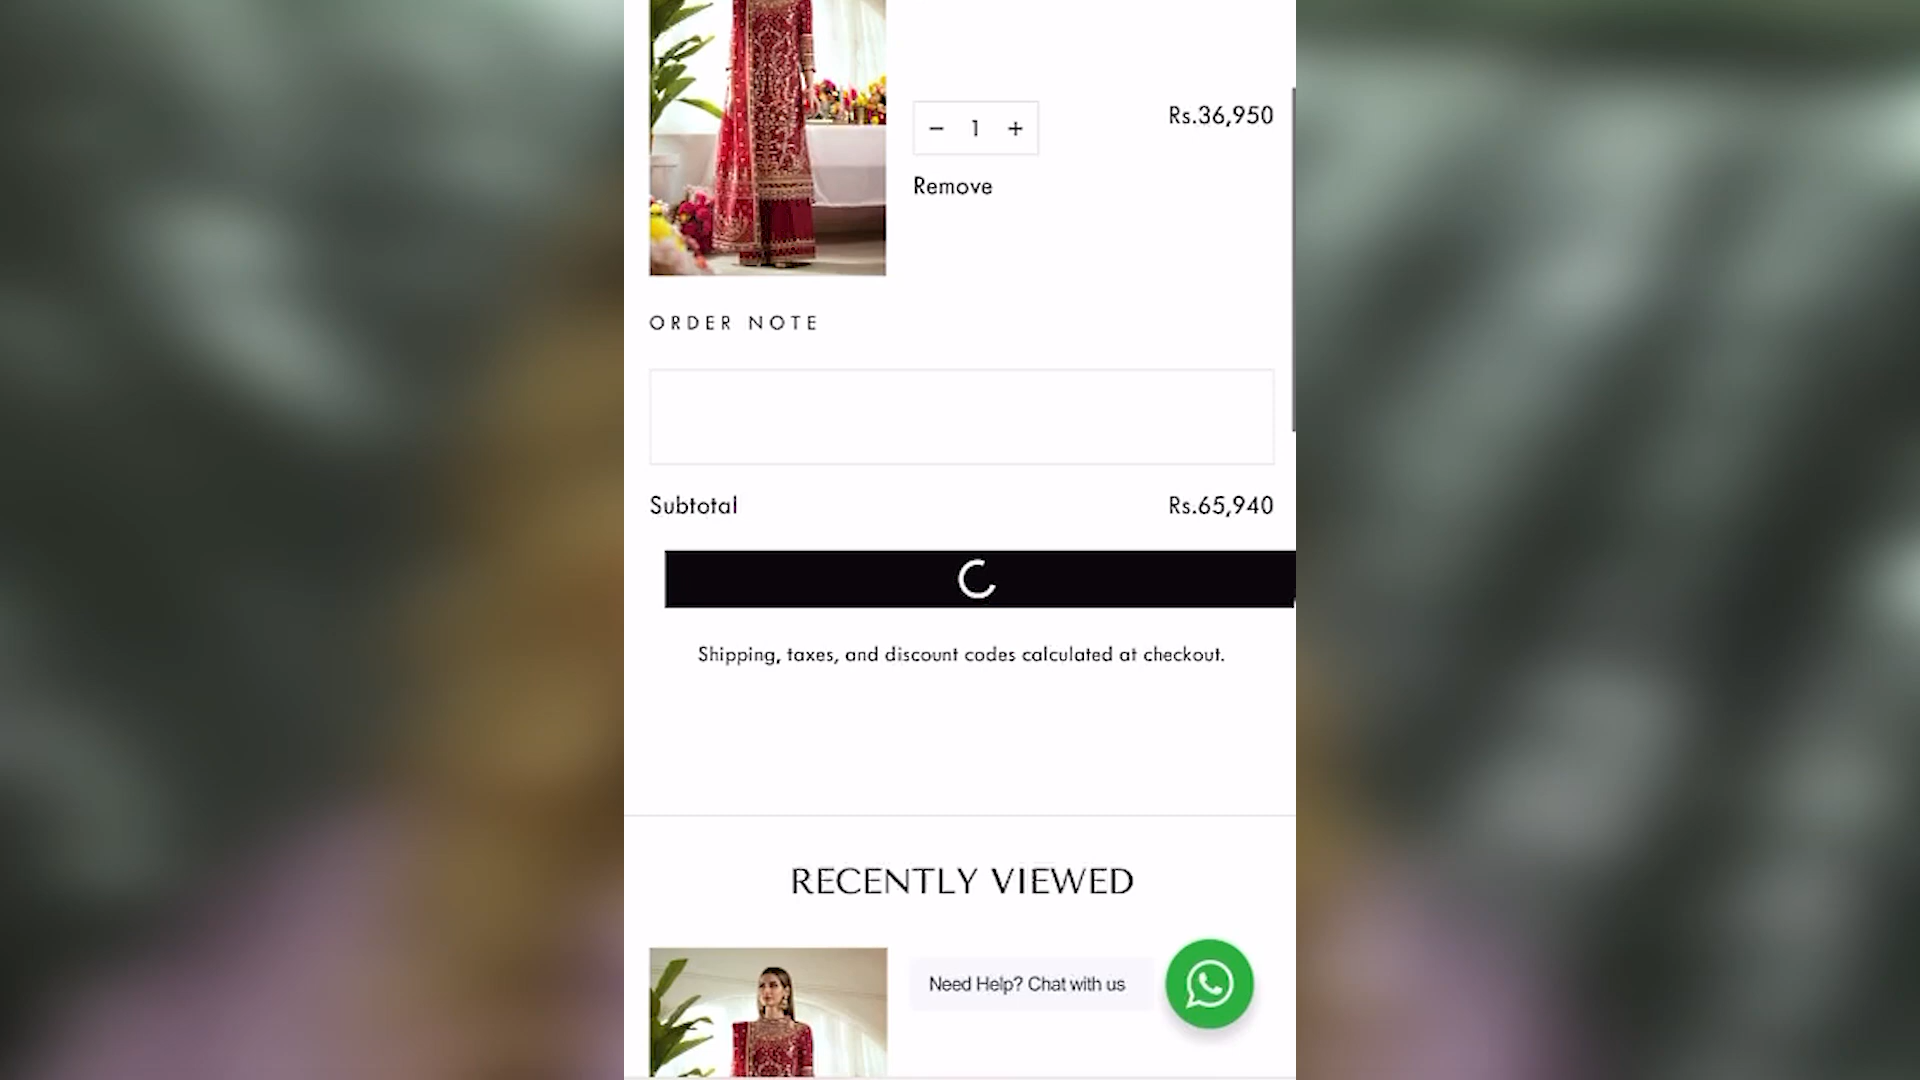 Rs.36,950
− 1 +
Remove
ORDER NOTE
Subtotal
Rs.65,940
Shipping, taxes, and discount codes calculated at checkout.
RECENTLY VIEWED
Need Help? Chat with us